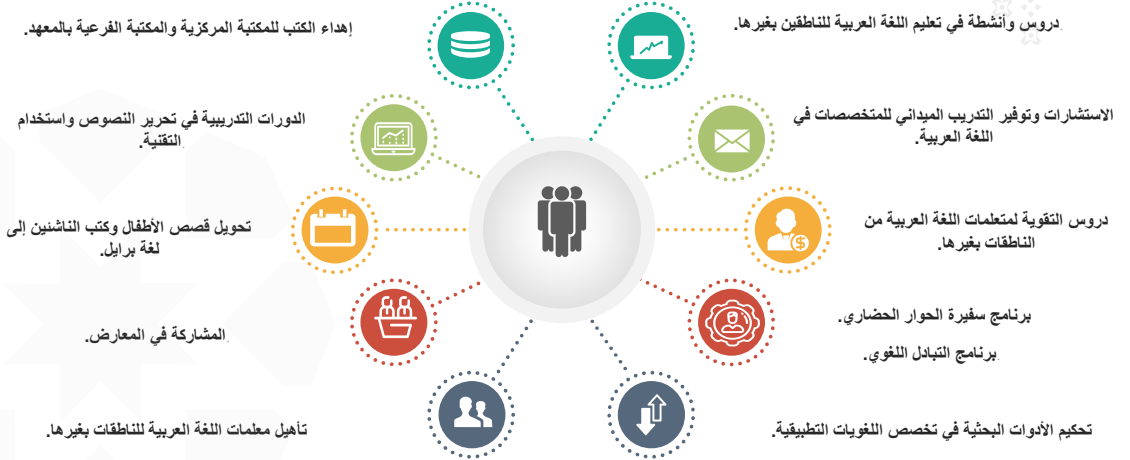 دروس وأنشطة في تعليم اللغة العربية للناطقين بغيرها.
الاستشارات وتوفير التدريب الميداني للمتخصصات في
اللغة العربية.
دروس التقوية لمتعلمات اللغة العربية من
الناطقات بغيرها.
برنامج سفيرة الحوار الحضاري.
برنامج التبادل اللغوي.
تحكيم الأدوات البحثية في تخصص اللغويات التطبيقية.
إهداء الكتب للمكتبة المركزية والمكتبة الفرعية بالمعهد.
الدورات التدريبية في تحرير النصوص واستخدام
التقنية.
تحويل قصص الأطفال وكتب الناشئين إلى
لغة برايل.
المشاركة في المعارض.
تأهيل معلمات اللغة العربية للناطقات بغيرها.